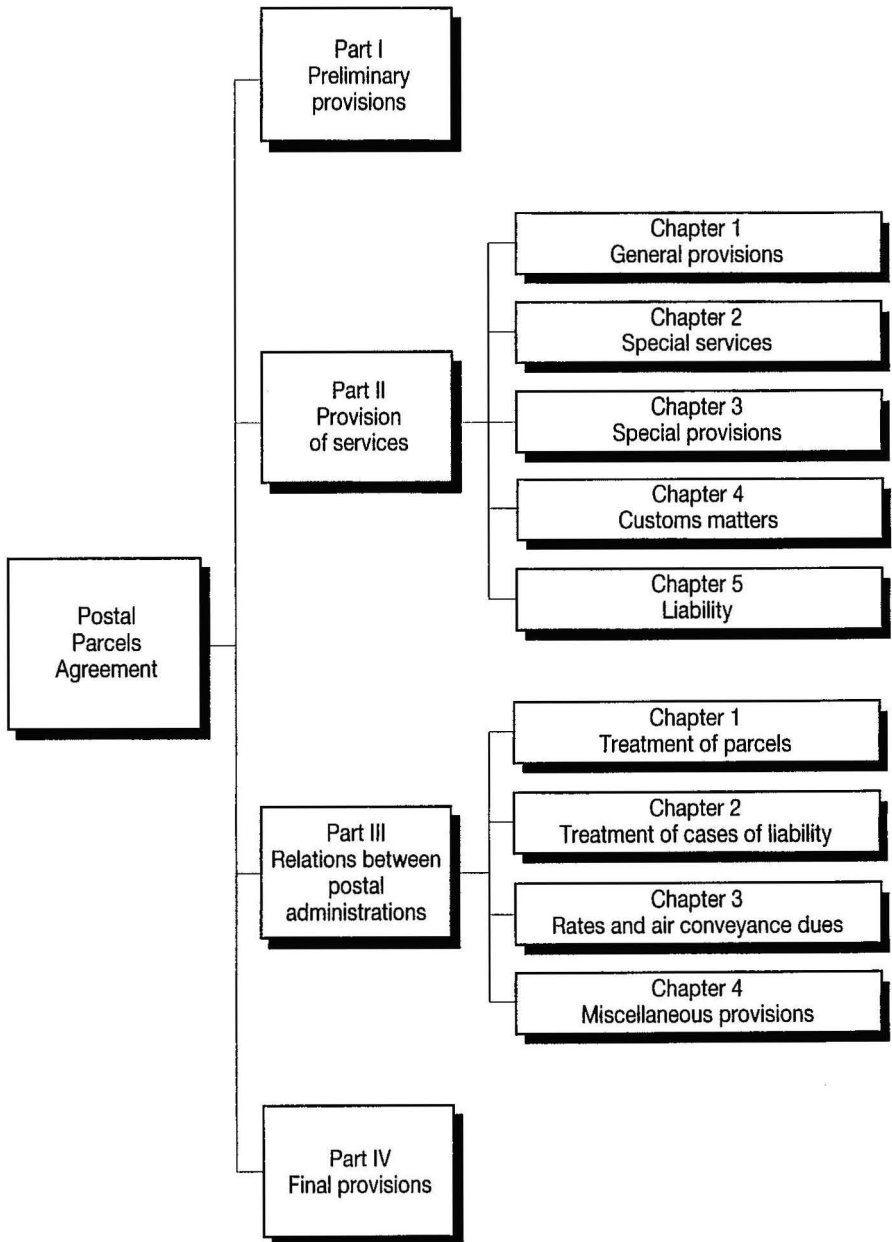 Postal
Parcels
Agreement
Part I
Preliminary
provisions
Part II
Provision
of services
Chapter 1
General provisions
Chapter 2
Special services
Chapter 3
Special provisions
Chapter 4
Customs matters
Chapter 5
Liability
Part III
Relations between
postal
administrations
Chapter 1
Treatment of parcels
Chapter 2
Treatment of cases of liability
Chapter 3
Rates and air conveyance dues
Chapter 4
Miscellaneous provisions
Part IV
Final provisions